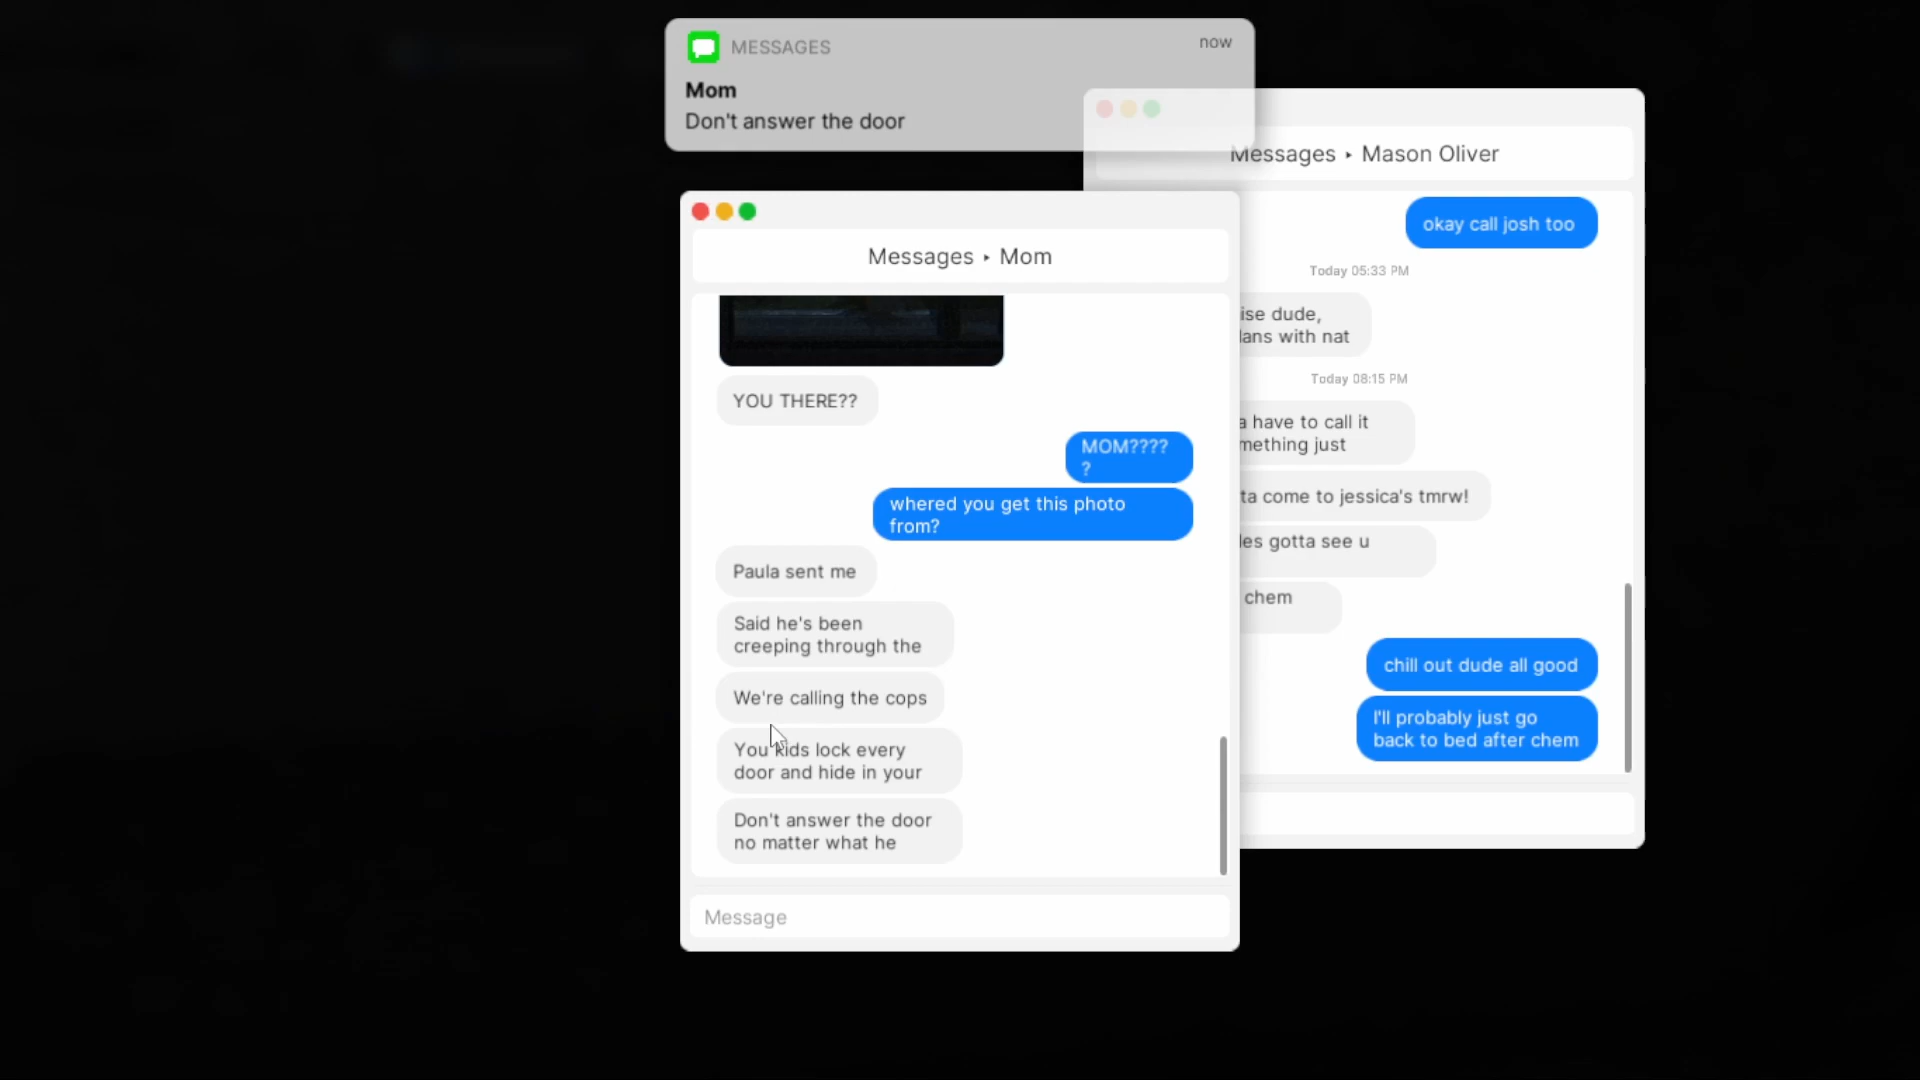 MESSAGES
now
Mom
Don't answer the door
Messages ‣ Mason Oliver
okay call josh too
Today 05:33 PM
ise dude,
lans with nat
Today 08:15 PM
a have to call it
mething just
ta come to jessica's tmrw!
les gotta see u
chem
chill out dude all good
I'll probably just go
back to bed after chem
Messages ‣ Mom
YOU THERE??
MOM????
?
whered you get this photo
from?
Paula sent me
Said he's been
creeping through the
We're calling the cops
You kids lock every
door and hide in your
Don't answer the door
no matter what he
Message